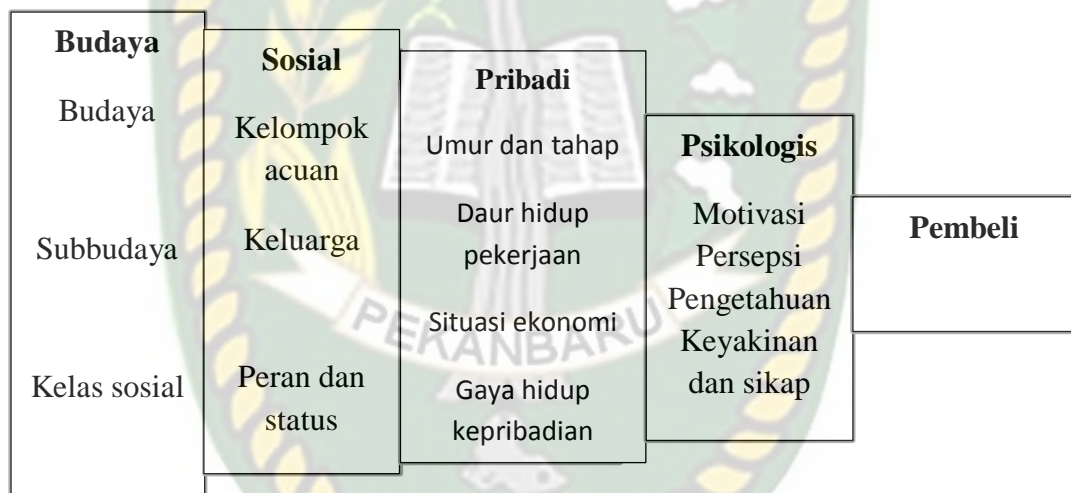 Budaya
Budaya
Subbudaya
Kelas sosial
Sosial
Kelompok
acuan
Keluarga
Peran dan
status
Pribadi
Umur dan tahap
Daur hidup
pekerjaan
Situasi ekonomi
Gaya hidup
kepribadian
Psikologis
Motivasi
Persepsi
Pengetahuan
Keyakinan
dan sikap
Pembeli
PEKANBARU